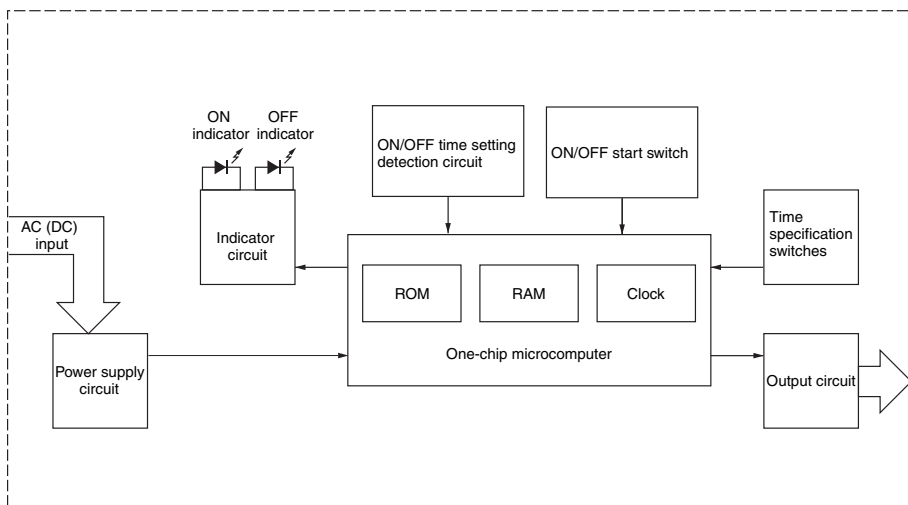 ON
indicator
OFF
indicator
ON/OFF time setting
detection circuit
ON/OFF start switch
AC (DC)
input
Indicator
circuit
Time
specification
switches
ROM
RAM
Clock
One-chip microcomputer
Power supply
circuit
Output circuit